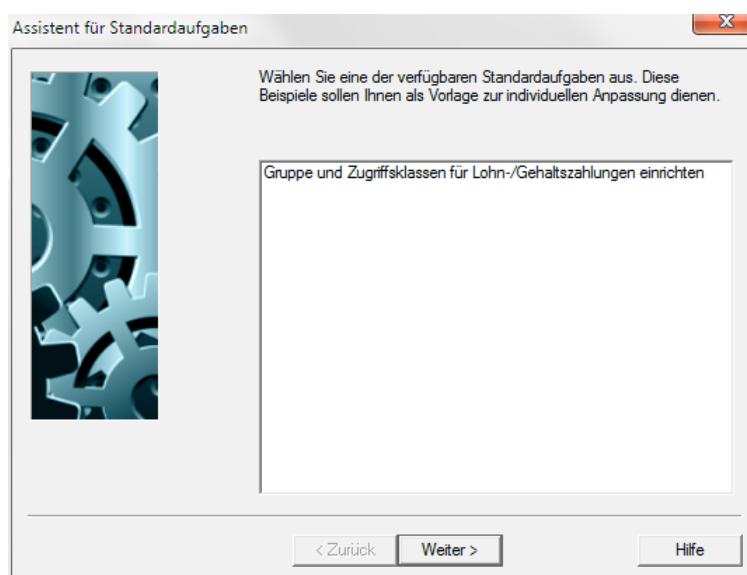 Assistent für Standardaufgaben
Wählen Sie eine der verfügbaren Standardaufgaben aus. Diese
Beispiele sollen Ihnen als Vorlage zur individuellen Anpassung dienen.
Gruppe und Zugriffsklassen für Lohn-/Gehaltszahlungen einrichten
< Zurück
Weiter >
Hilfe